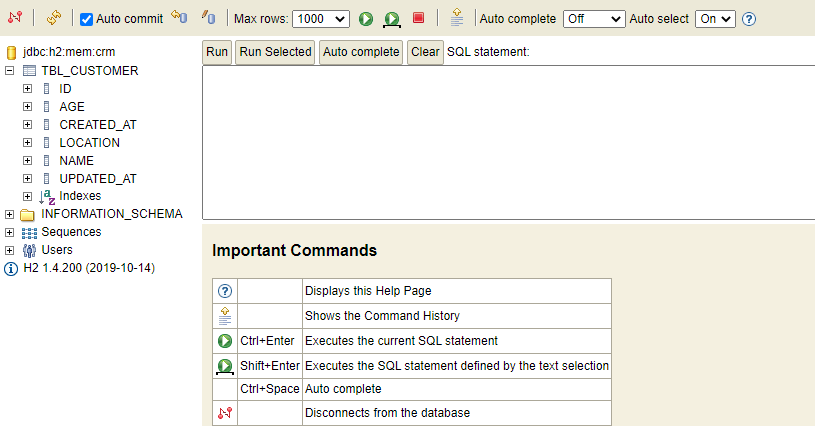 Auto commit Max rows: 1000 Auto complete Off Auto select On
jdbc:h2:mem:crm
TBL_CUSTOMER
ID
AGE
CREATED_AT
LOCATION
NAME
UPDATED_AT
Indexes
INFORMATION_SCHEMA
Sequences
Users
H2 1.4.200 (2019-10-14)
Run Run Selected Auto complete Clear SQL statement:
Important Commands
Displays this Help Page
Shows the Command History
Ctrl+Enter Executes the current SQL statement
Shift+Enter Executes the SQL statement defined by the text selection
Ctrl+Space Auto complete
Disconnects from the database